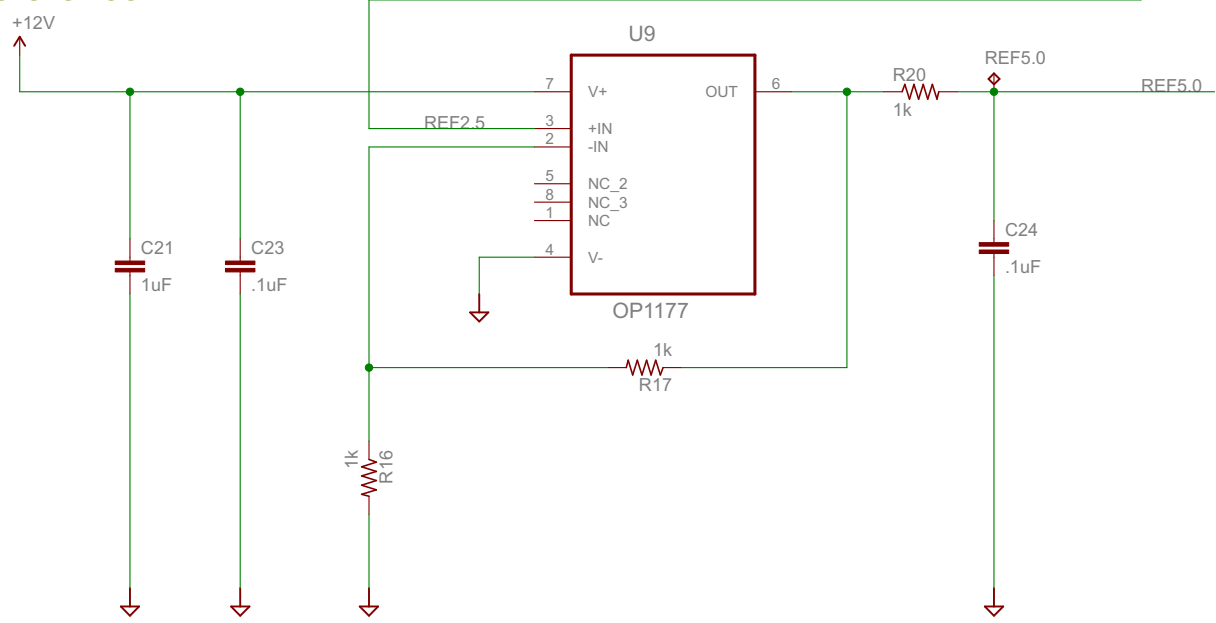 +12V
U9
7
V+
OUT
6
R20
1k
REF5.0
REF5.0
REF2.5
3
+IN
2
-IN
5
NC_2
8
NC_3
1
NC
4
V-
OP1177
C21
1uF
C23
.1uF
C24
.1uF
1k
R17
1k
R16